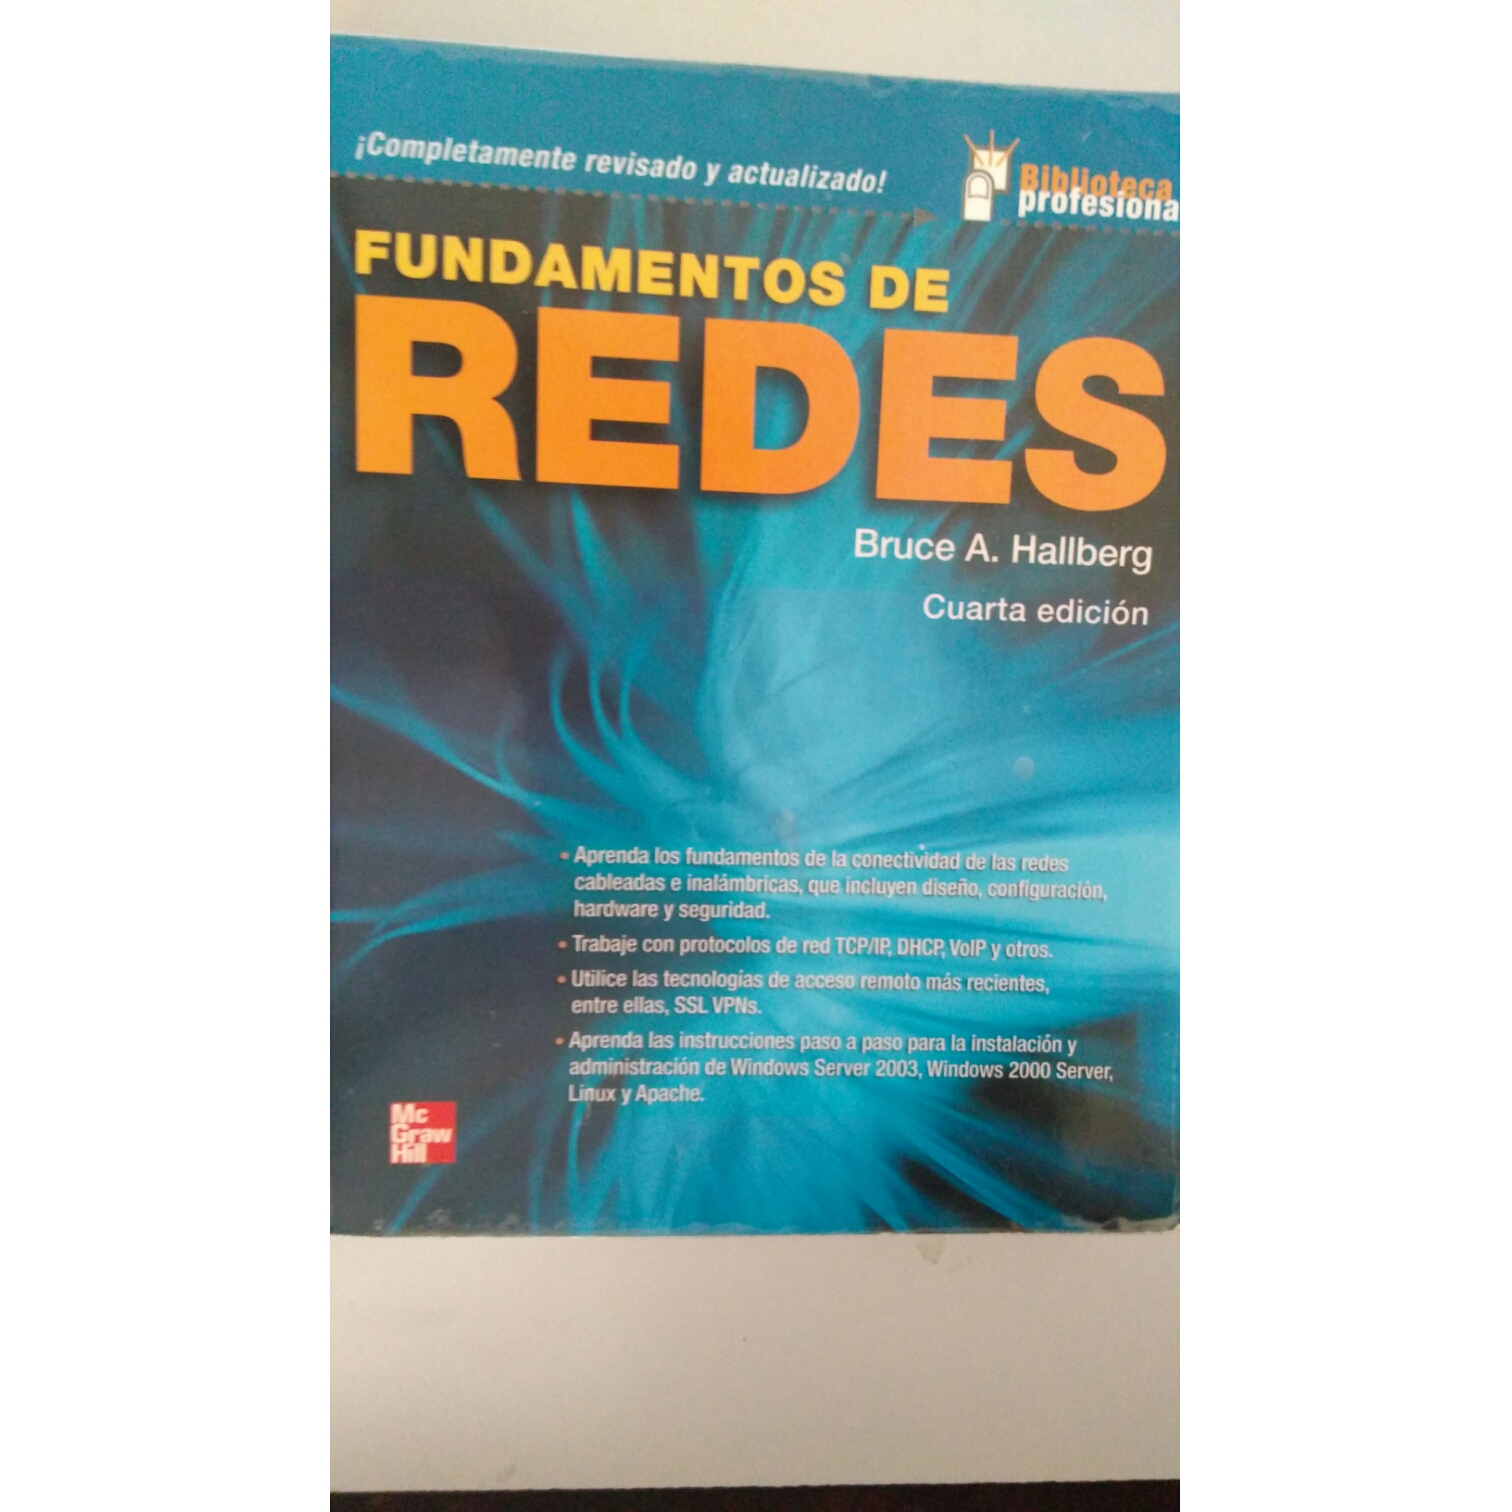 ¡Completamente revisado y actualizado!
Biblioteca
profesiona
FUNDAMENTOS DE
REDES
Bruce A. Hallberg
Cuarta edición
• Aprenda los fundamentos de la conectividad de las redes
cableadas e inalámbricas, que incluyen diseño, configuración,
hardware y seguridad.
• Trabaje con protocolos de red TCP/IP, DHCP, VoIP y otros.
• Utilice las tecnologías de acceso remoto más recientes,
entre ellas, SSL VPNs.
• Aprenda las instrucciones paso a paso para la instalación y
administración de Windows Server 2003, Windows 2000 Server,
Linux y Apache.
Mc
Graw
Hill